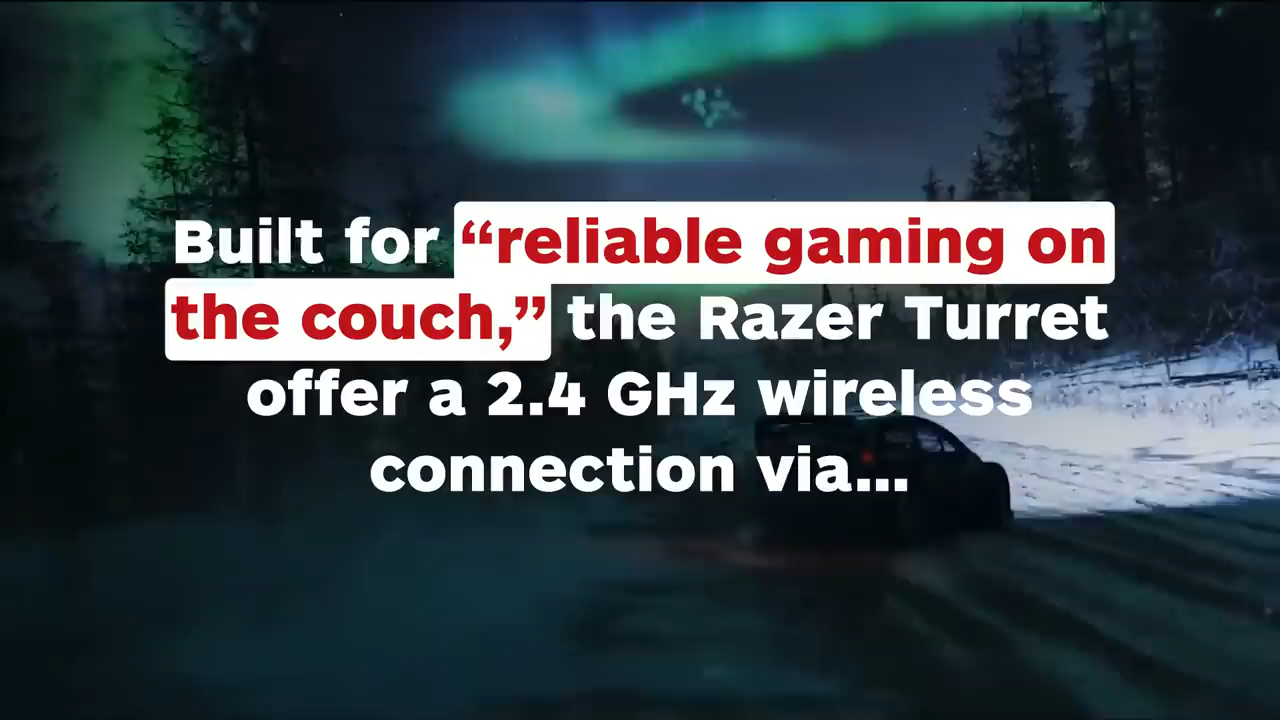 Built for “reliable gaming on
the couch,” the Razer Turret
offer a 2.4 GHz wireless
connection via...